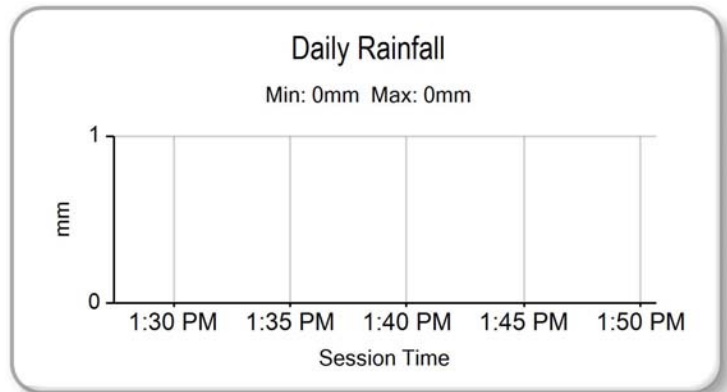 Daily Rainfall
Min: 0mm Max: 0mm
1
mm
0
1:30 PM 1:35 PM 1:40 PM 1:45 PM 1:50 PM
Session Time